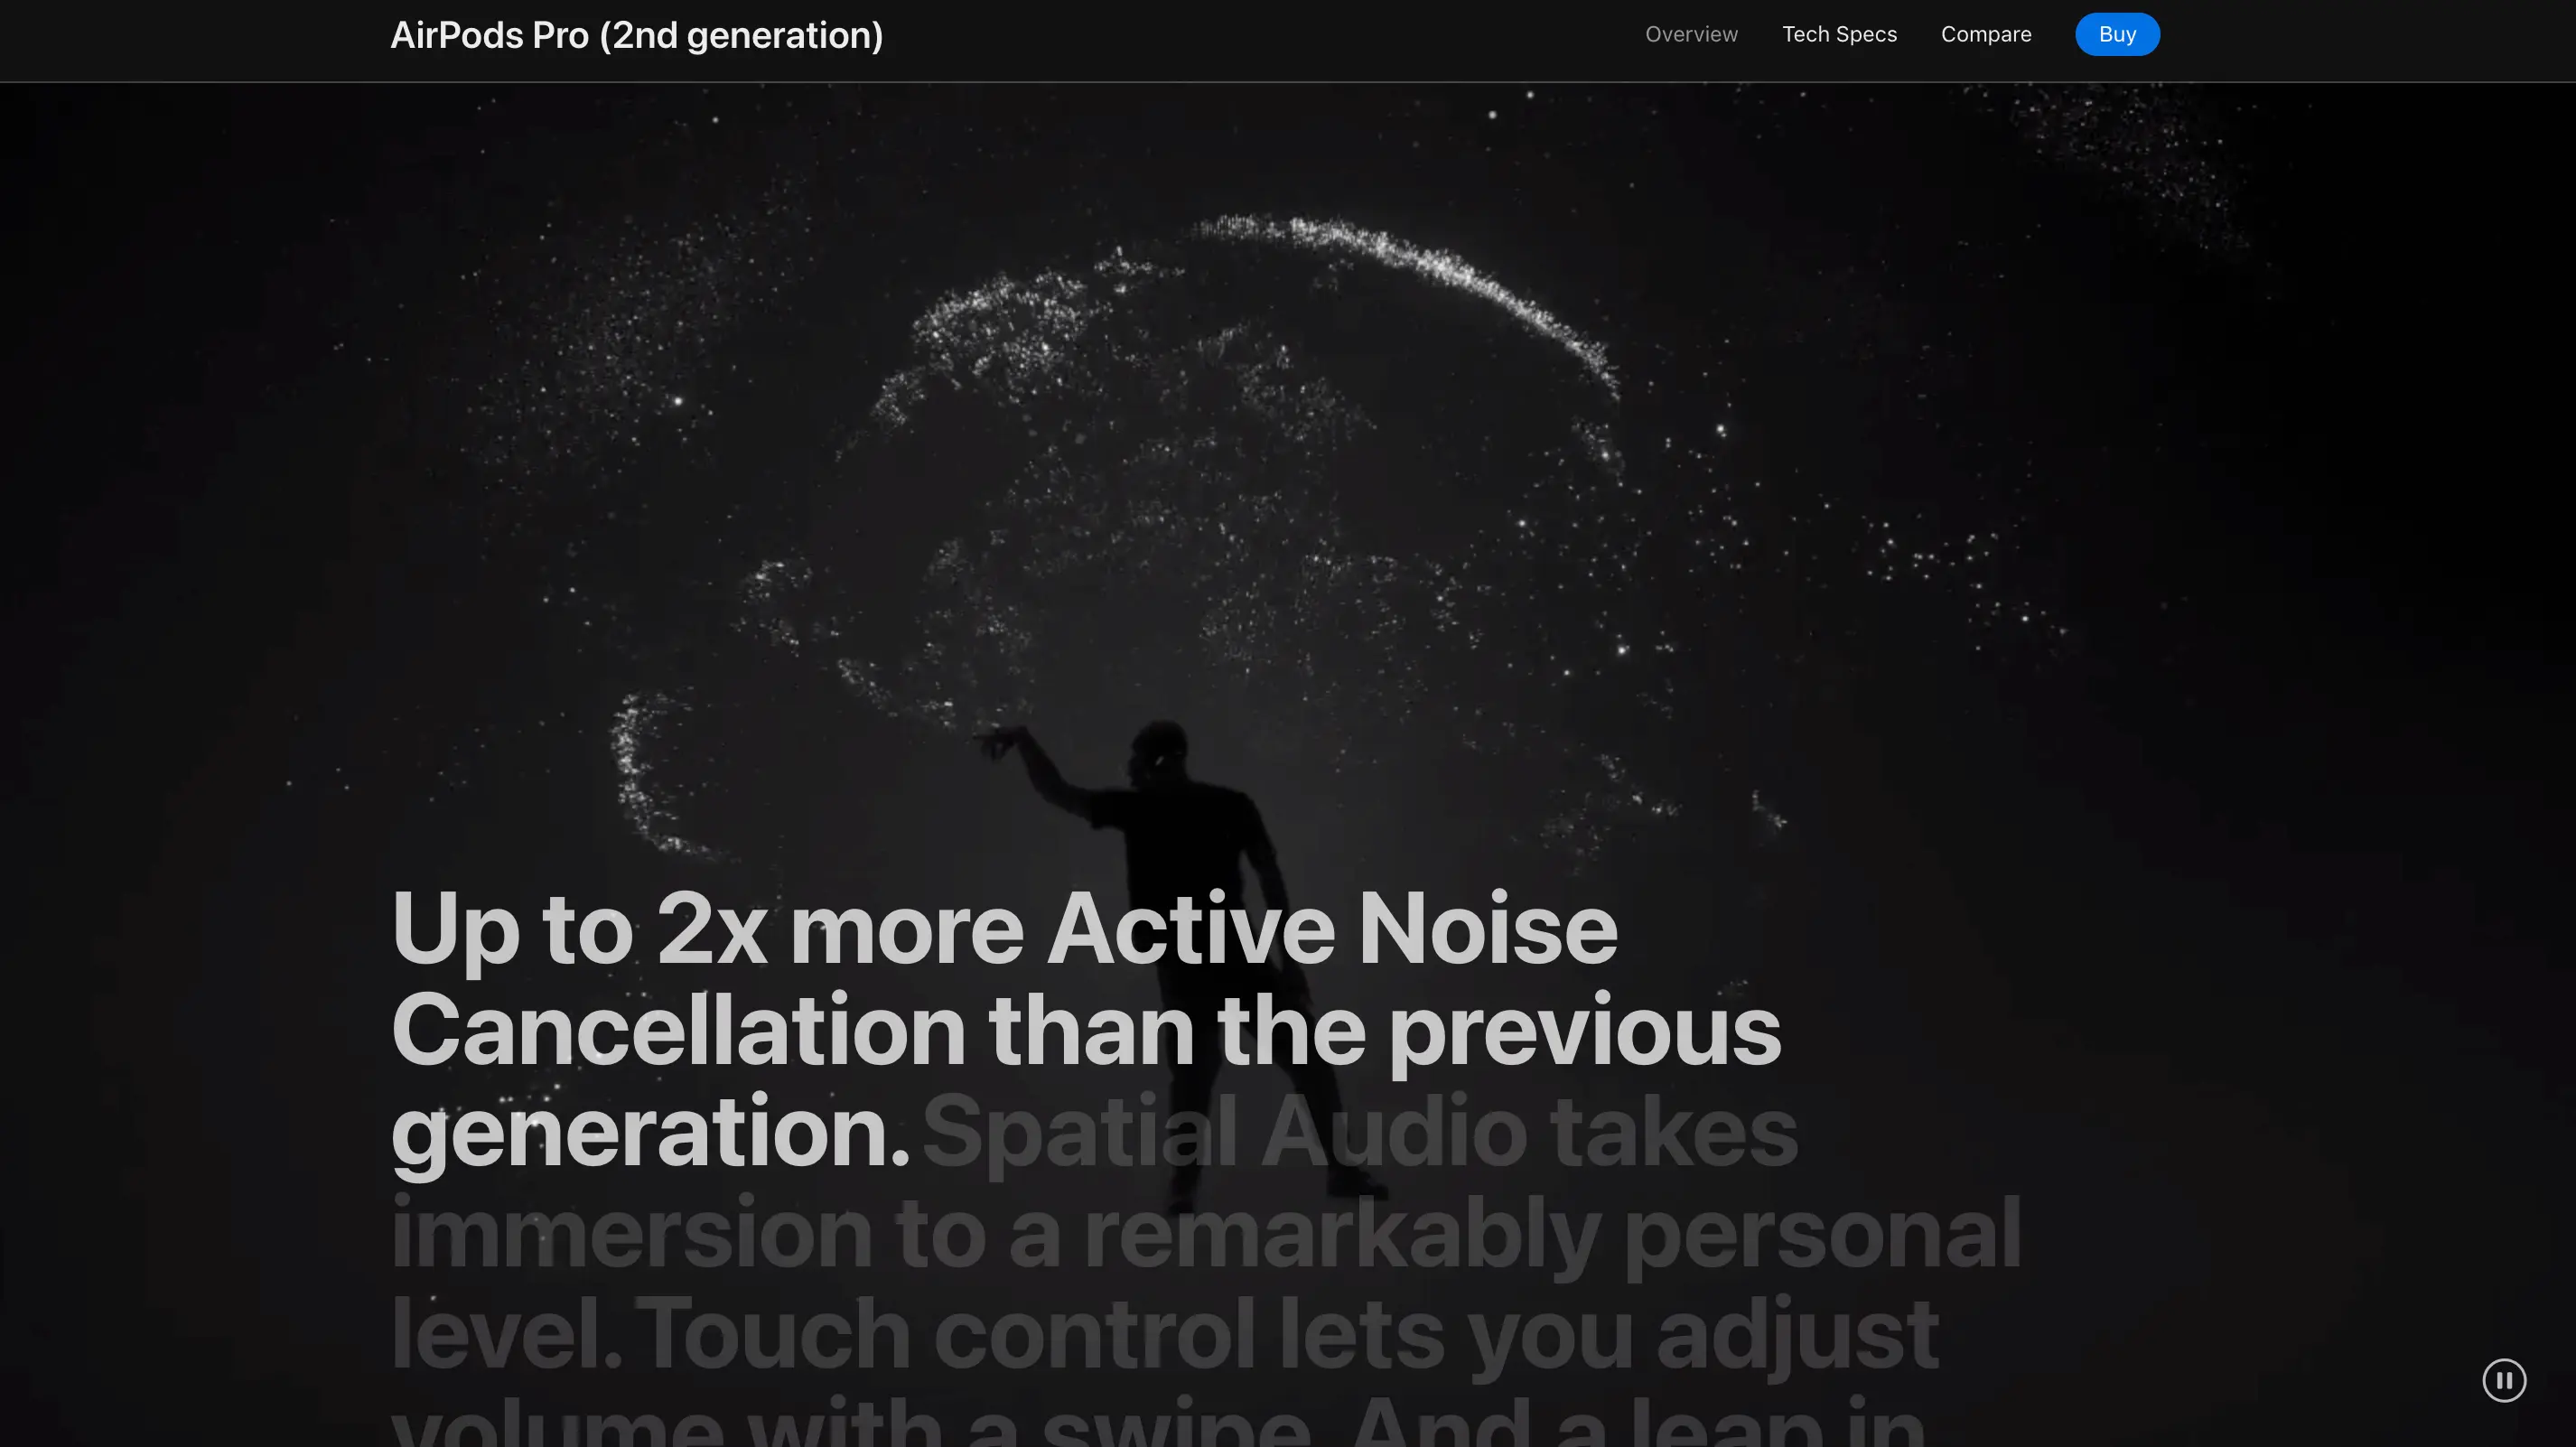 AirPods Pro (2nd generation)
Overview
Tech Specs
Compare
Buy
Up to 2x more Active Noise
Cancellation than the previous
generation. Spatial Audio takes
immersion to a remarkably personal
level. Touch control lets you adjust
volume with a swipe. And a leap in